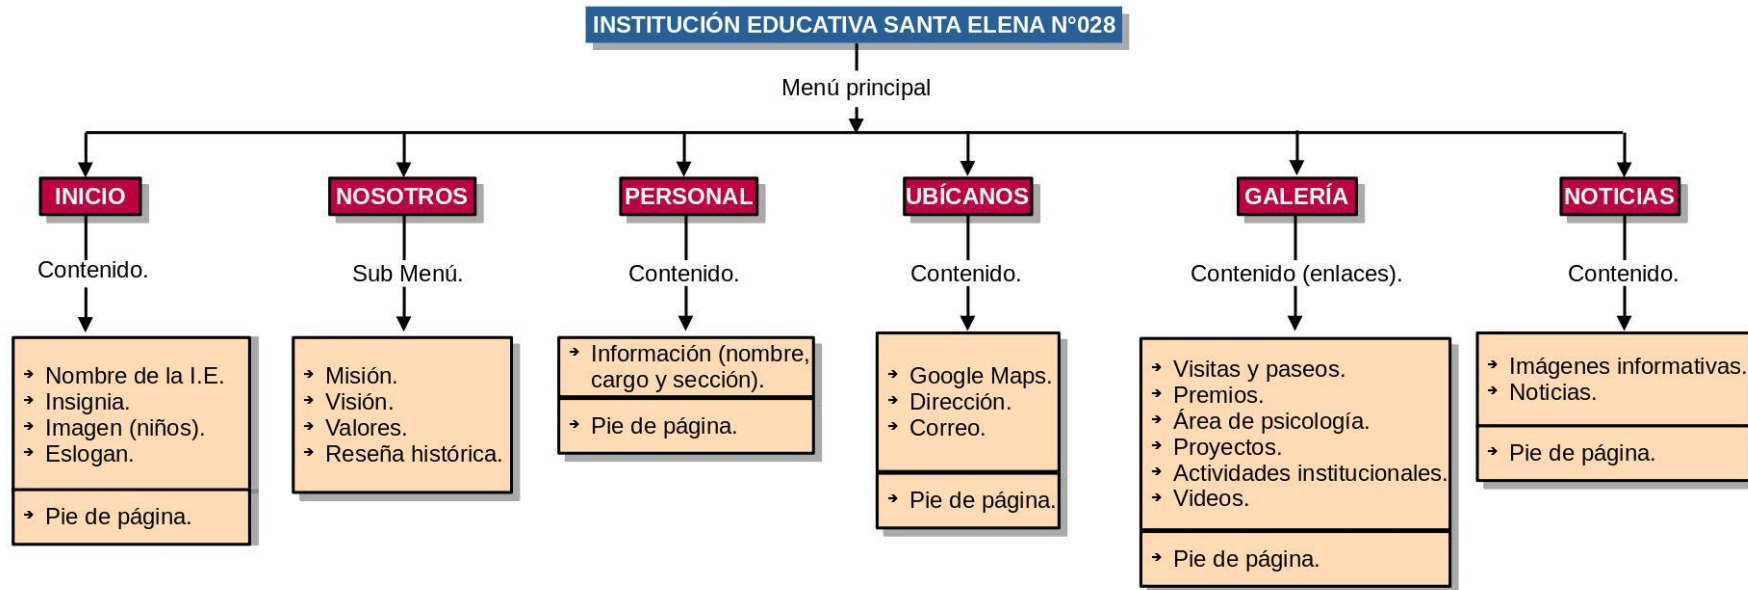 INSTITUCIÓN EDUCATIVA SANTA ELENA N°028
Menú principal
INICIO
NOSOTROS
PERSONAL
UBÍCANOS
GALERÍA
NOTICIAS
Contenido.
Sub Menú.
Contenido.
Contenido.
Contenido (enlaces).
Contenido.
Nombre de la I.E.
Insignia.
Imagen (niños).
Eslogan.
Pie de página.
Misión.
Visión.
Valores.
Reseña histórica.
Información (nombre,
cargo y sección).
Pie de página.
Google Maps.
Dirección.
Correo.
Pie de página.
Visitas y paseos.
Premios.
Área de psicología.
Proyectos.
Actividades institucionales.
Videos.
Pie de página.
Imágenes informativas.
Noticias.
Pie de página.